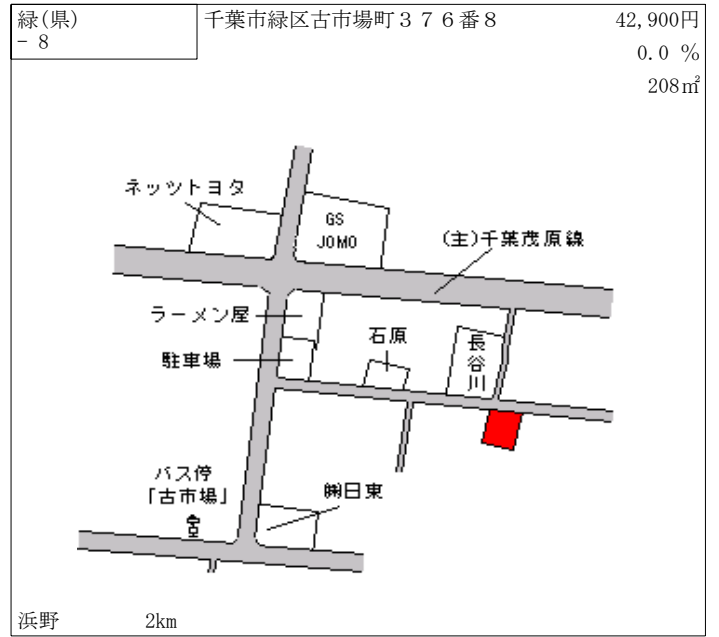 緑(県)
- 8
千葉市緑区古市場町３７６番８
42,900円
0.0 %
208㎡
ネッツトヨタ
GS
JOMO
(主)千葉茂原線
ラーメン屋
石原
長谷川
駐車場
バス停
「古市場」
㈱日東
浜野 2km